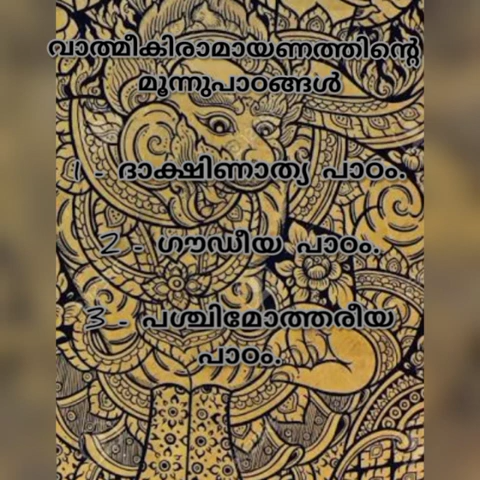 വാത്മീകിരാമായണത്തിന്റെ
മൂന്നുപാഠങ്ങൾ
1 - ദാക്ഷിണാത്യ പാഠം.
2 - ഗൗഡീയ പാഠം.
3 - പശ്ചിമോത്തരീയ
പാഠം.